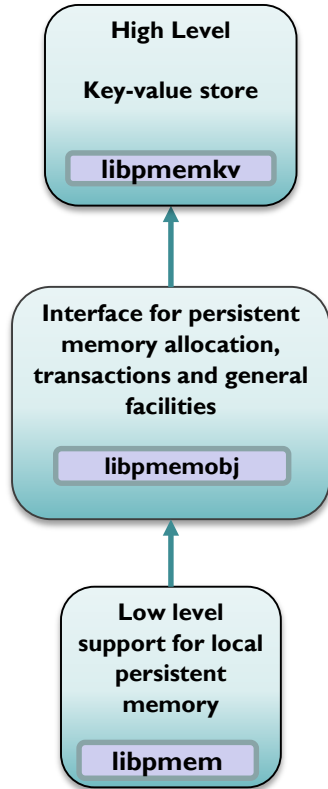 High Level
Key-value store
libpmemkv
Interface for persistent
memory allocation,
transactions and general
facilities
libpmemobj
Low level
support for local
persistent
memory
libpmem